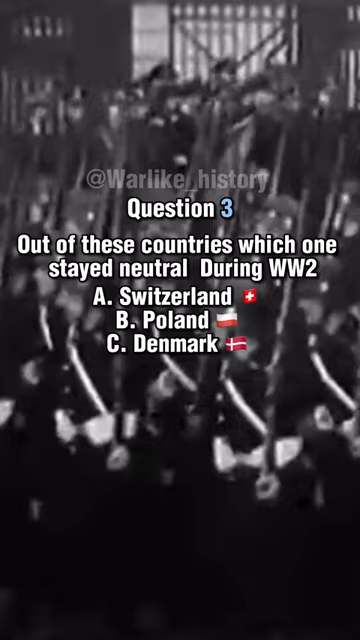 @Warlike_history
Question 3
Out of these countries which one
stayed neutral During WW2
A. Switzerland 🇨🇭
B. Poland 🇵🇱
C. Denmark 🇩🇰